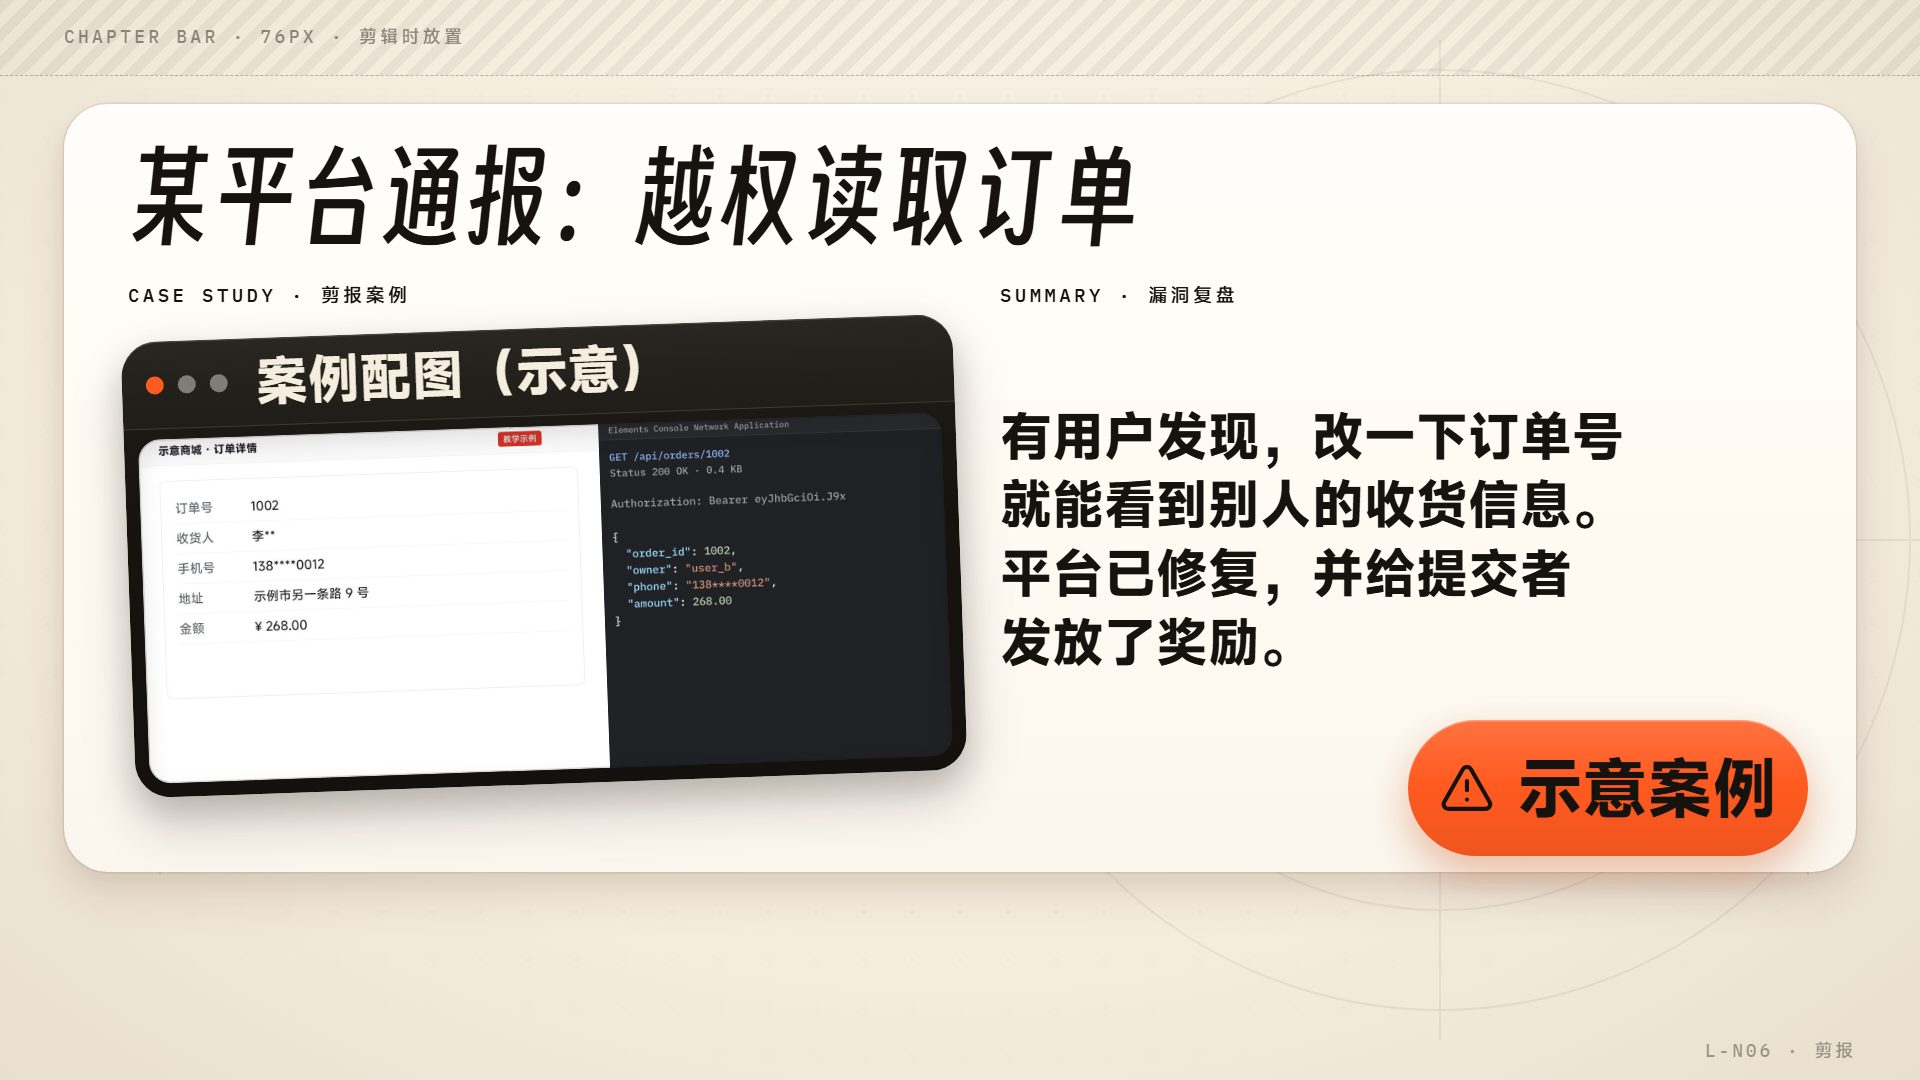 CHAPTER BAR · 76PX · 剪辑时放置
某平台通报：越权读取订单
CASE STUDY · 剪报案例
案例配图（示意）
示意商城 · 订单详情
教学示例
订单号 1002
收货人 李**
手机号 138****0012
地址 示例市另一条路 9 号
金额 ¥ 268.00
Elements Console Network Application
GET /api/orders/1002
Status 200 OK · 0.4 KB
Authorization: Bearer eyJhbGciOi.J9x
{
"order_id": 1002,
"owner": "user_b",
"phone": "138****0012",
"amount": 268.00
}
SUMMARY · 漏洞复盘
有用户发现，改一下订单号
就能看到别人的收货信息。
平台已修复，并给提交者
发放了奖励。
示意案例
L-N06 · 剪报